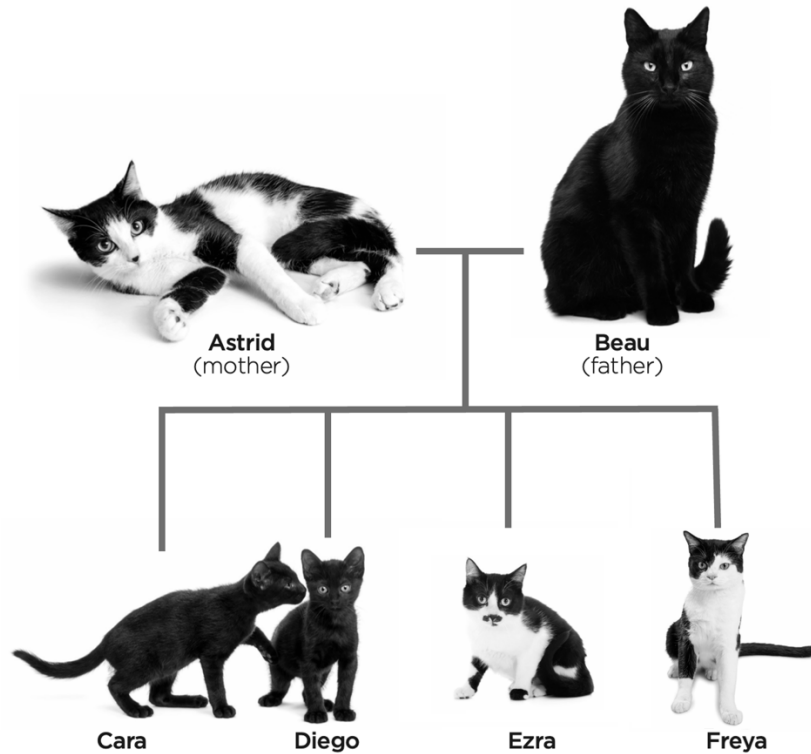 Astrid
(mother)
Beau
(father)
Cara
Diego
Ezra
Freya